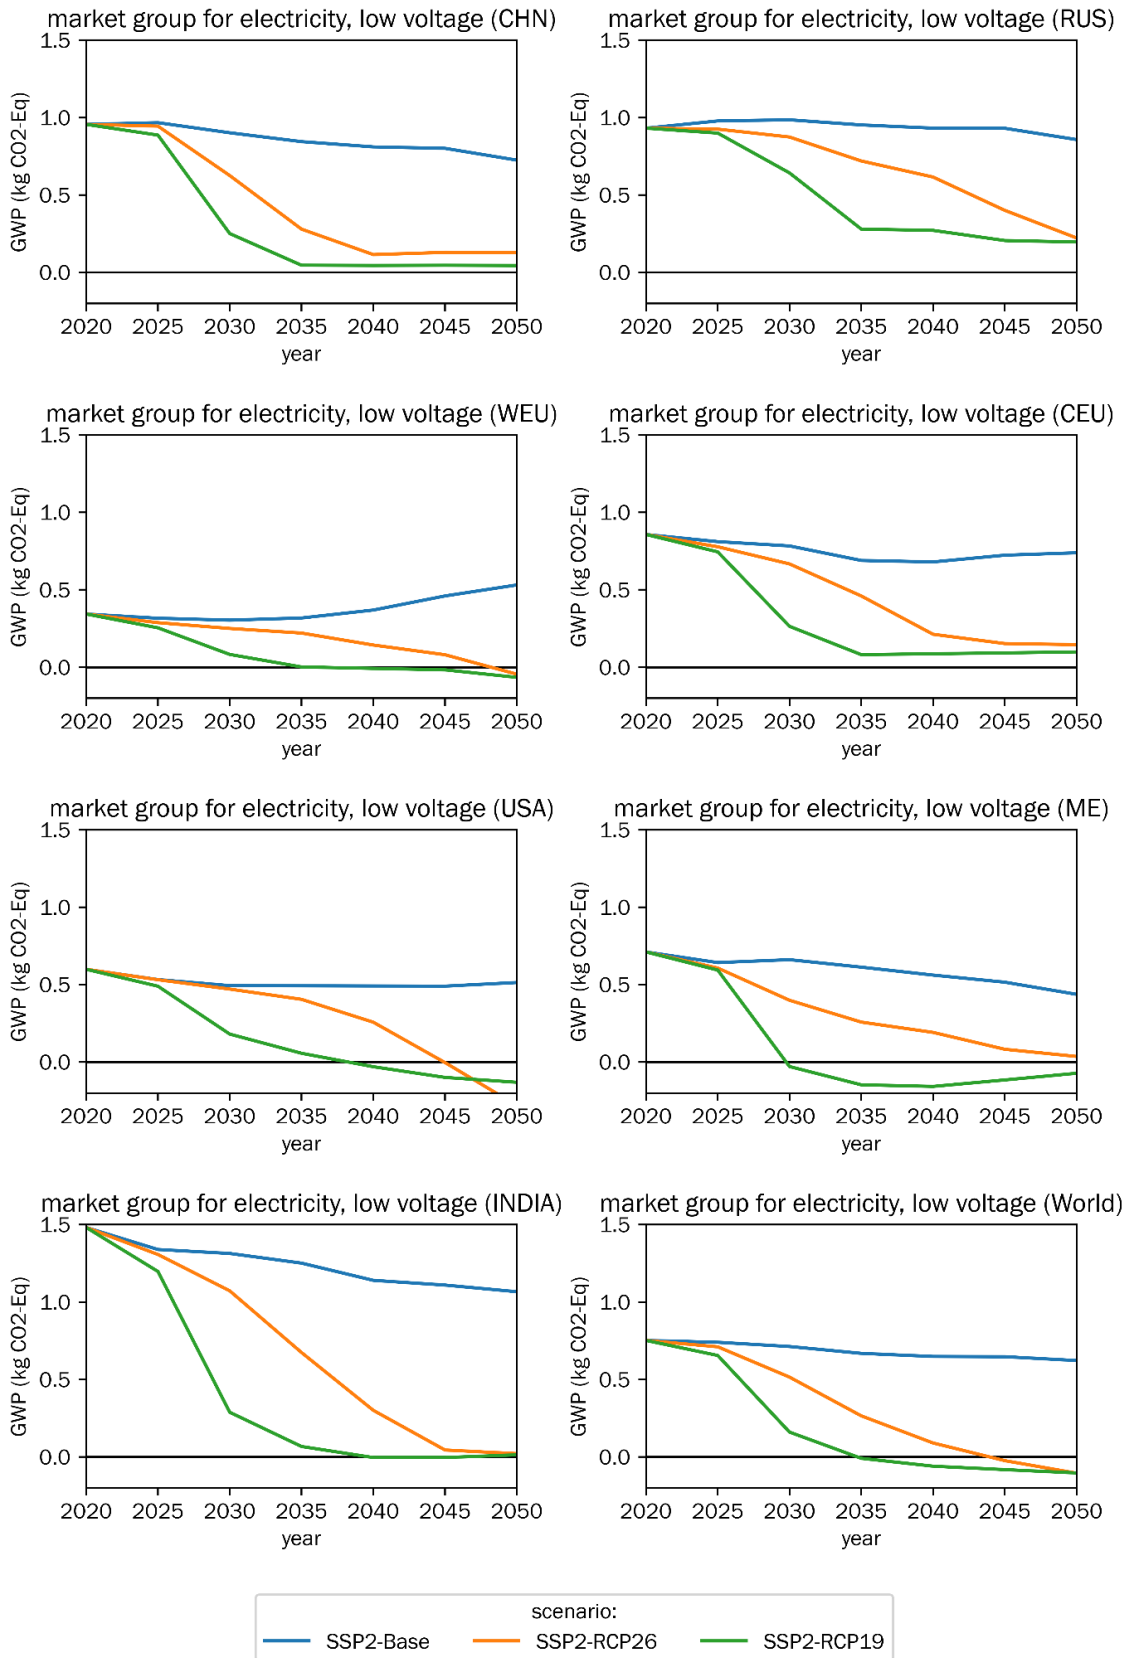 market group for electricity, low voltage (CHN)
1.5
1.0
0.5
0.0
GWP (kg CO2-Eq)
2020 2025 2030 2035 2040 2045 2050
year
market group for electricity, low voltage (RUS)
1.5
1.0
0.5
0.0
GWP (kg CO2-Eq)
2020 2025 2030 2035 2040 2045 2050
year
market group for electricity, low voltage (WEU)
1.5
1.0
0.5
0.0
GWP (kg CO2-Eq)
2020 2025 2030 2035 2040 2045 2050
year
market group for electricity, low voltage (CEU)
1.5
1.0
0.5
0.0
GWP (kg CO2-Eq)
2020 2025 2030 2035 2040 2045 2050
year
market group for electricity, low voltage (USA)
1.5
1.0
0.5
0.0
GWP (kg CO2-Eq)
2020 2025 2030 2035 2040 2045 2050
year
market group for electricity, low voltage (ME)
1.5
1.0
0.5
0.0
GWP (kg CO2-Eq)
2020 2025 2030 2035 2040 2045 2050
year
market group for electricity, low voltage (INDIA)
1.5
1.0
0.5
0.0
GWP (kg CO2-Eq)
2020 2025 2030 2035 2040 2045 2050
year
market group for electricity, low voltage (World)
1.5
1.0
0.5
0.0
GWP (kg CO2-Eq)
2020 2025 2030 2035 2040 2045 2050
year
scenario:
SSP2-Base SSP2-RCP26 SSP2-RCP19